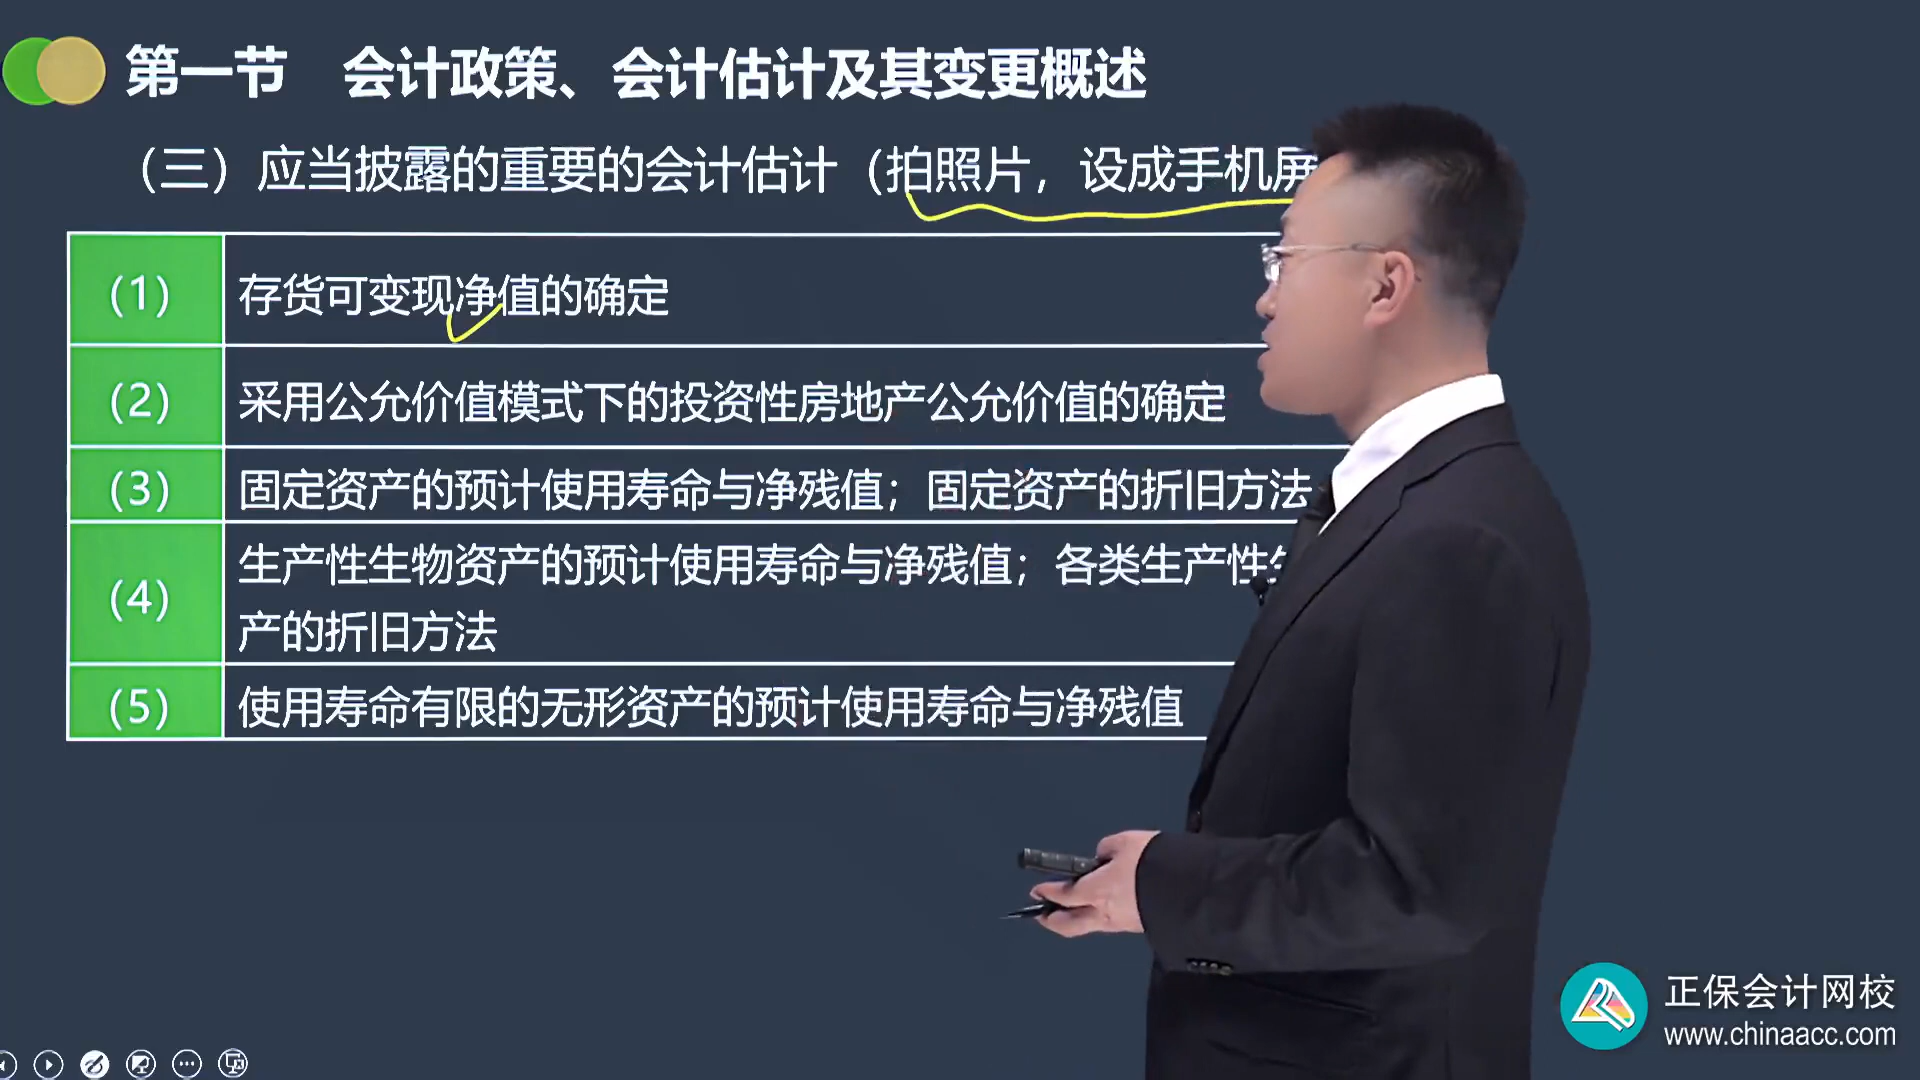 第一节 会计政策、会计估计及其变更概述
（三）应当披露的重要的会计估计（拍照片，设成手机屏
（1） 存货可变现净值的确定
（2） 采用公允价值模式下的投资性房地产公允价值的确定
（3） 固定资产的预计使用寿命与净残值；固定资产的折旧方法
（4） 生产性生物资产的预计使用寿命与净残值；各类生产性
产的折旧方法
（5） 使用寿命有限的无形资产的预计使用寿命与净残值
正保会计网校
www.chinaacc.com